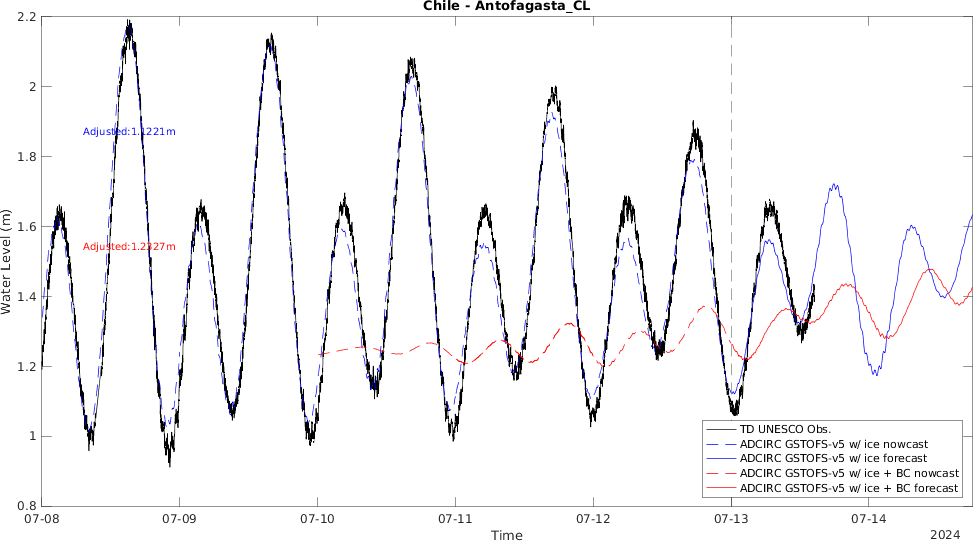 Chile - Antofagasta_CL
2.2
2
1.8
1.6
1.4
1.2
1
0.8
Water Level (m)
Adjusted:1.1221m
Adjusted:1.2327m
TD UNESCO Obs.
ADCIRC GSTOFS-v5 w/ ice nowcast
ADCIRC GSTOFS-v5 w/ ice forecast
ADCIRC GSTOFS-v5 w/ ice + BC nowcast
ADCIRC GSTOFS-v5 w/ ice + BC forecast
07-08 07-09 07-10 07-11 07-12 07-13 07-14
Time
2024